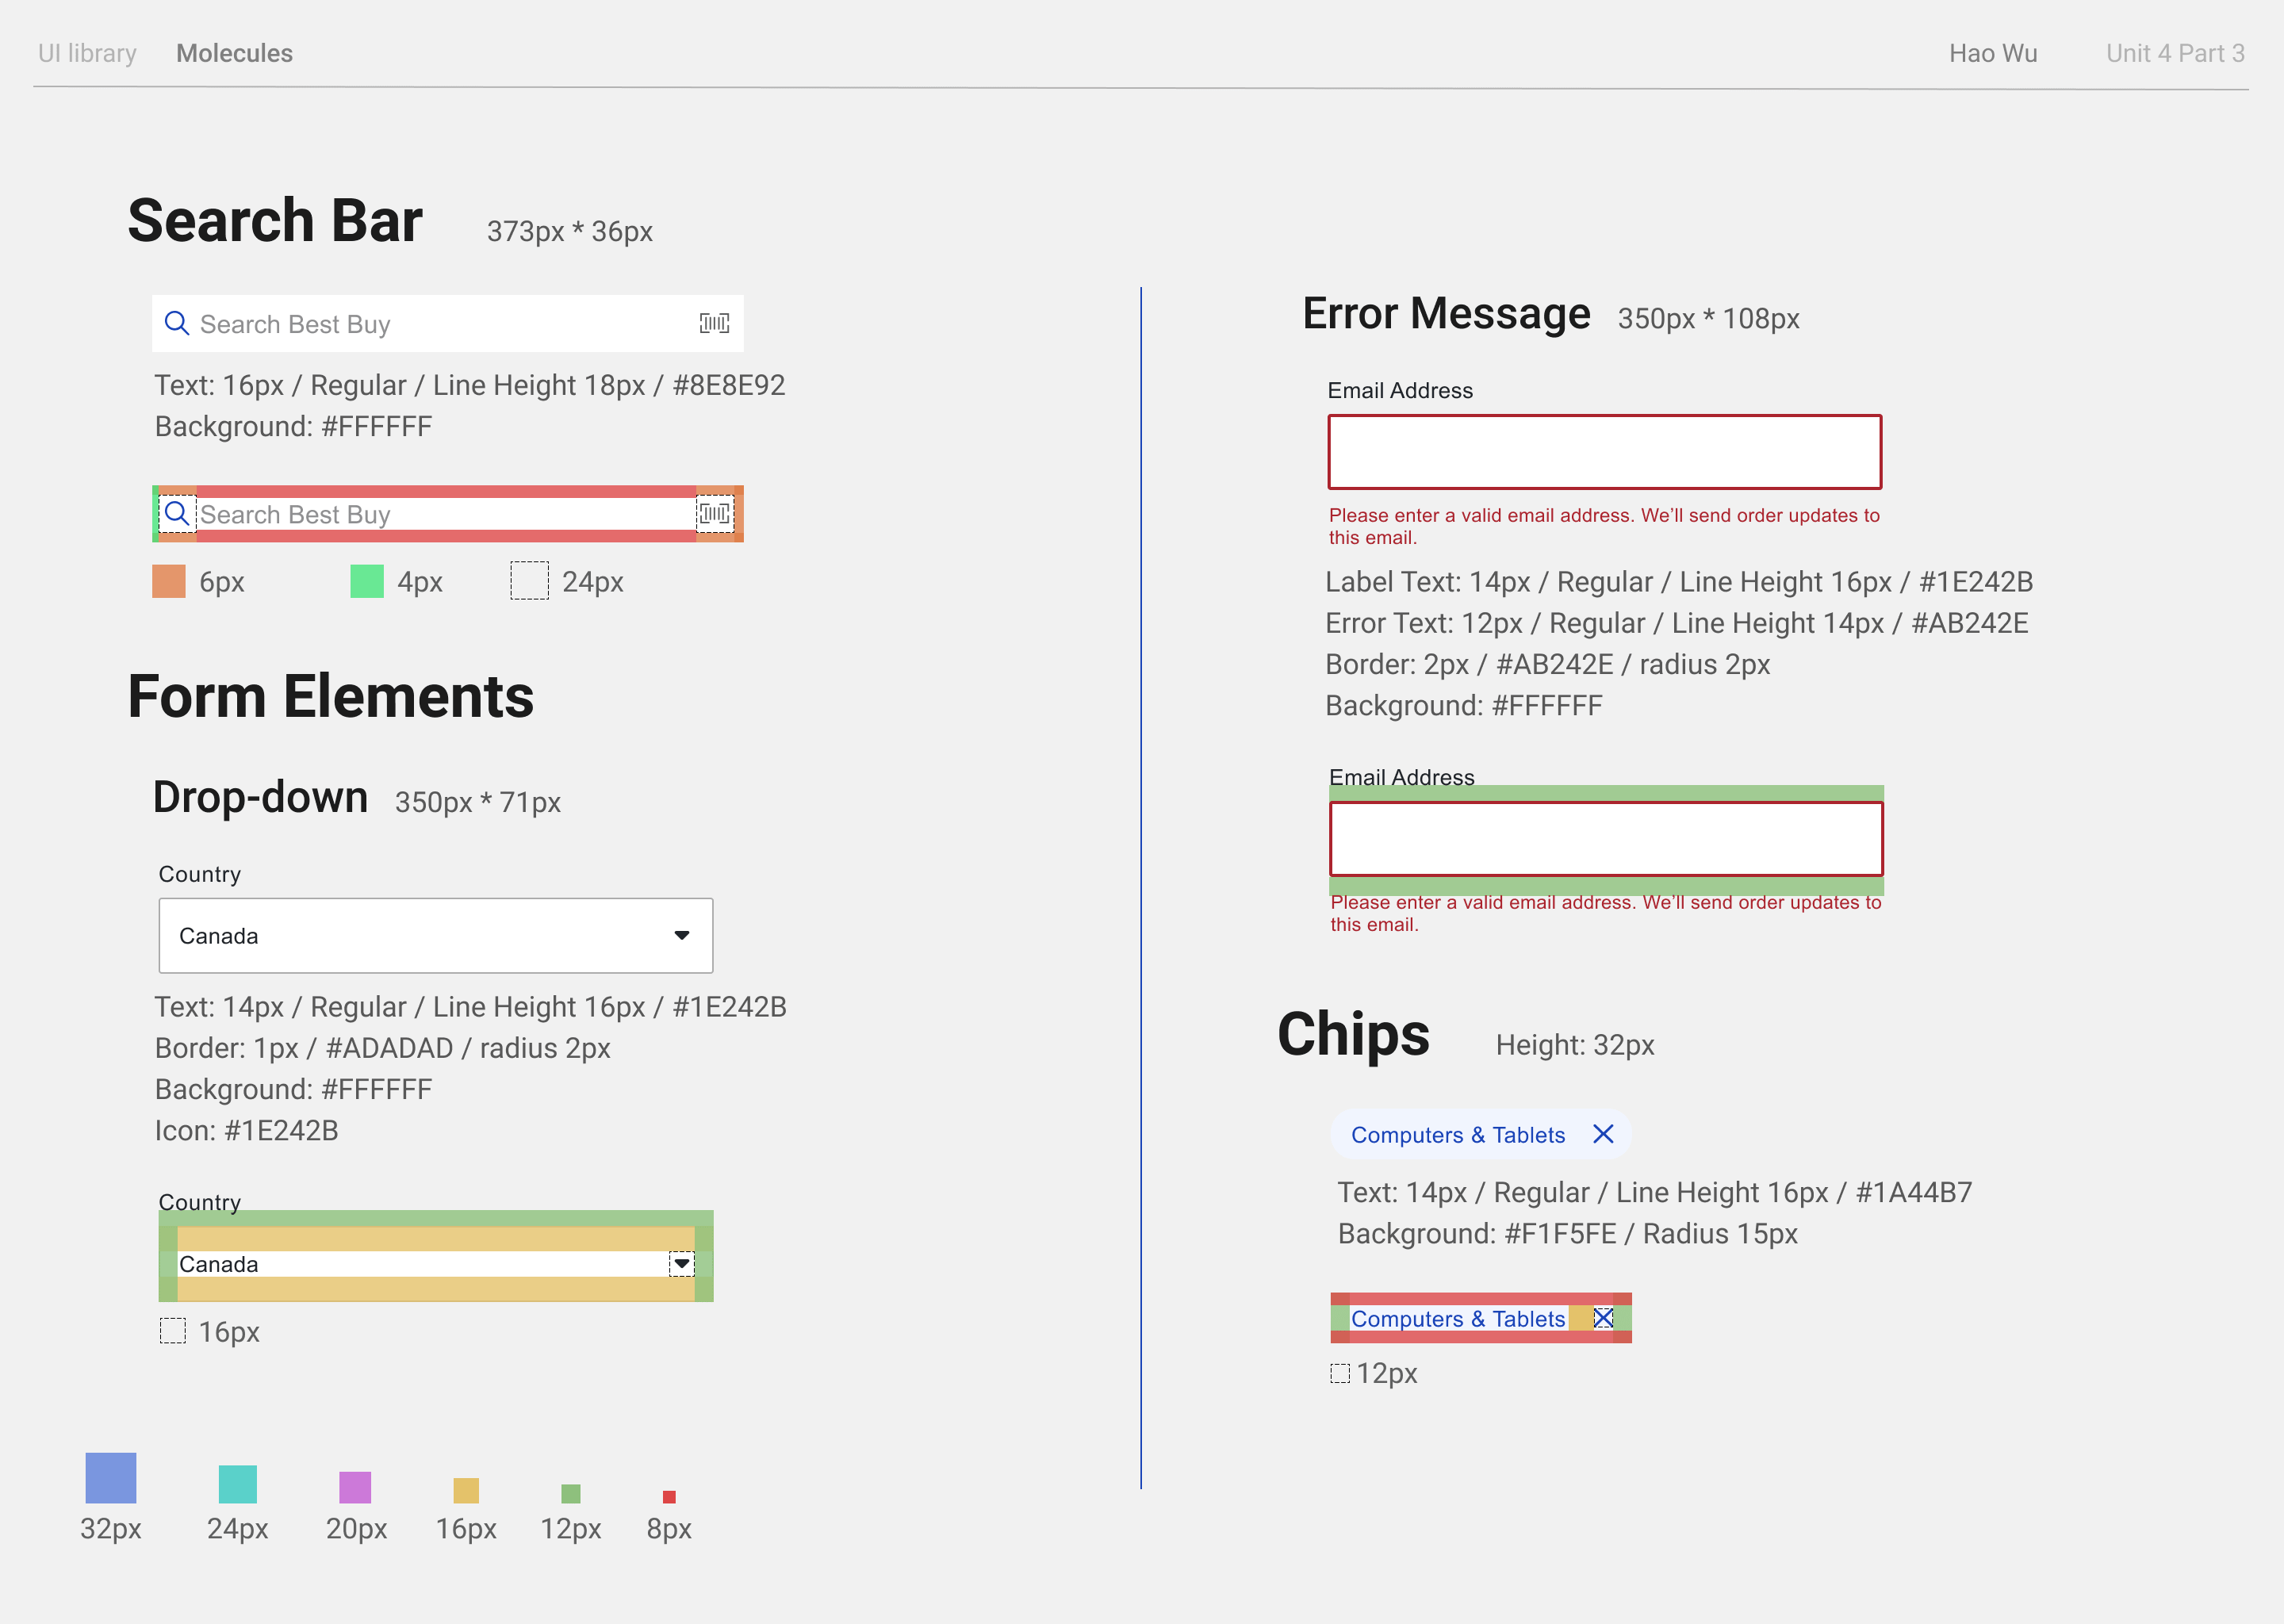 UI library Molecules Hao Wu Unit 4 Part 3
Search Bar 373px * 36px
Search Best Buy
Text: 16px / Regular / Line Height 18px / #8E8E92
Background: #FFFFFF
Search Best Buy
6px 4px 24px
Form Elements
Drop-down 350px * 71px
Country
Canada
Text: 14px / Regular / Line Height 16px / #1E242B
Border: 1px / #ADADAD / radius 2px
Background: #FFFFFF
Icon: #1E242B
Country
Canada
16px
32px 24px 20px 16px 12px 8px
Error Message 350px * 108px
Email Address
Please enter a valid email address. We’ll send order updates to
this email.
Label Text: 14px / Regular / Line Height 16px / #1E242B
Error Text: 12px / Regular / Line Height 14px / #AB242E
Border: 2px / #AB242E / radius 2px
Background: #FFFFFF
Email Address
Please enter a valid email address. We’ll send order updates to
this email.
Chips Height: 32px
Computers & Tablets
Text: 14px / Regular / Line Height 16px / #1A44B7
Background: #F1F5FE / Radius 15px
Computers & Tablets
12px